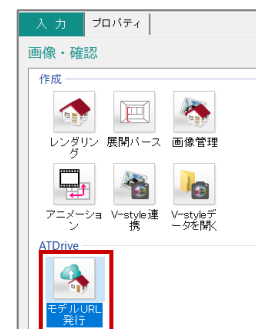 入 力 プロパティ
画像・確認
作成
レンダリン
グ
展開パース
画像管理
アニメーショ
ン
V-style連
携
V-styleデ
ータを開く
ATDrive
モデルURL
発行